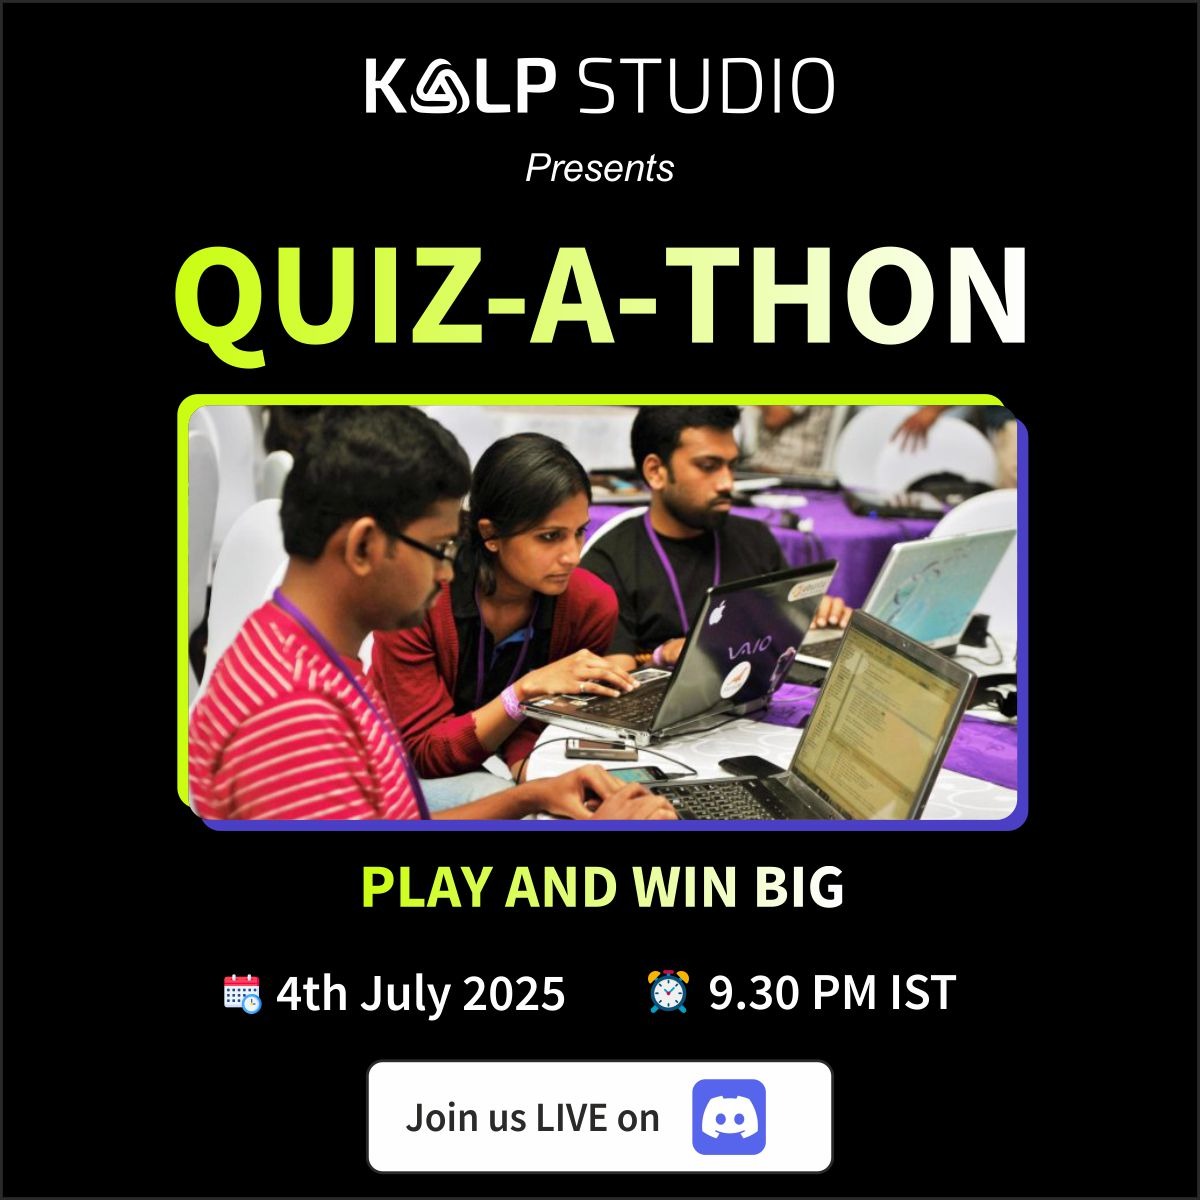 KALP STUDIO
Presents
QUIZ-A-THON
VAIO
PLAY AND WIN BIG
4th July 2025
9.30 PM IST
Join us LIVE on